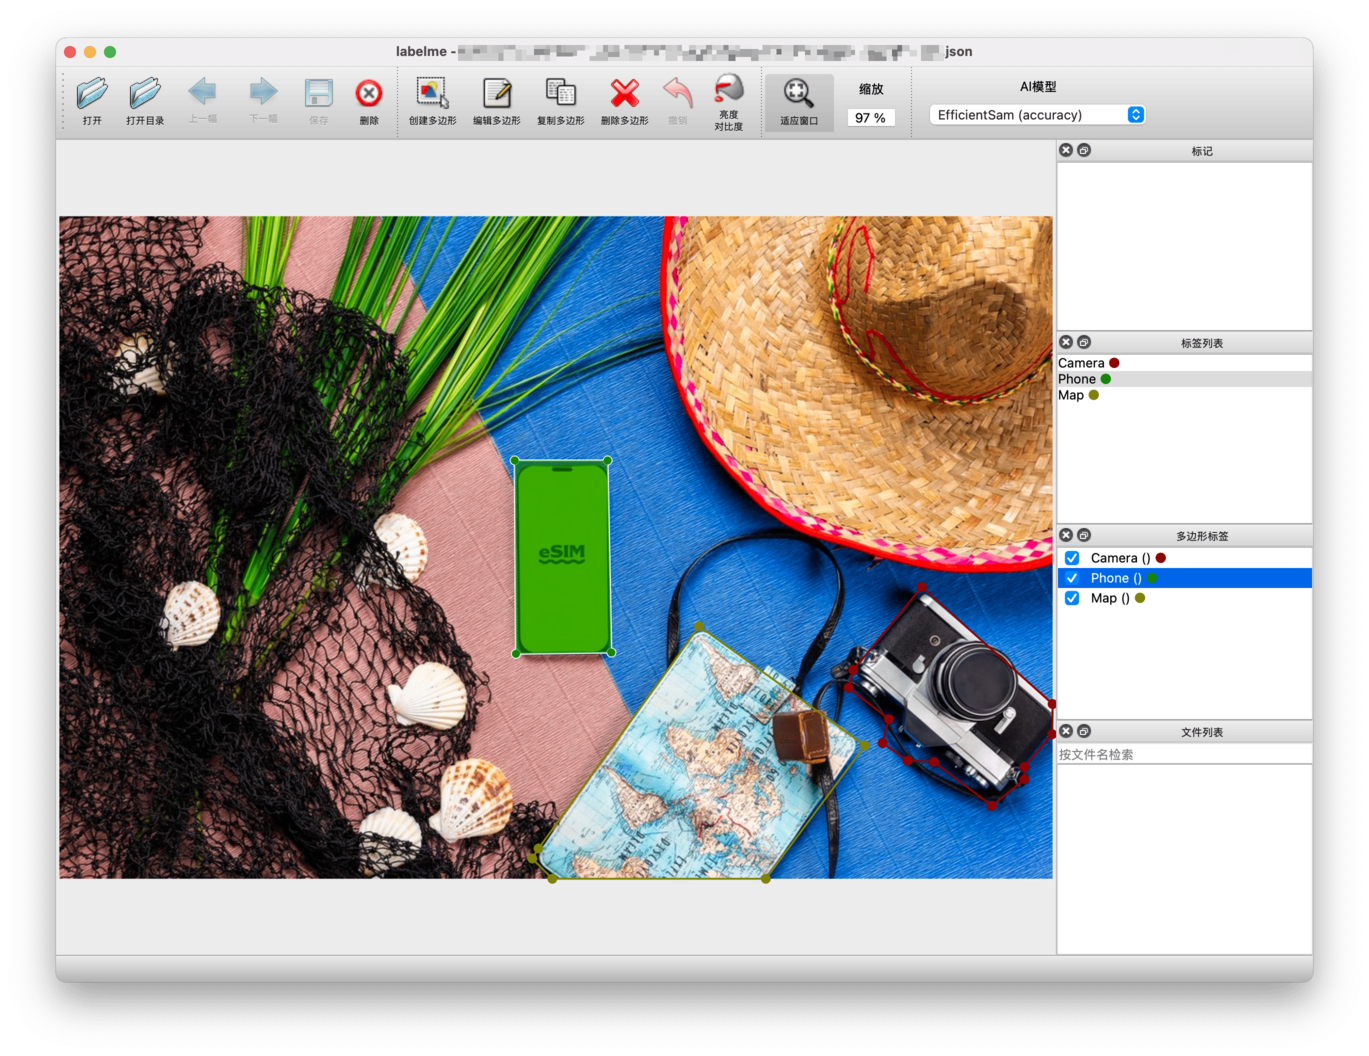 labelme - json
打开
打开目录
上一幅
下一幅
保存
删除
创建多边形
编辑多边形
复制多边形
删除多边形
撤销
亮度
对比度
适应窗口
缩放
97 %
AI模型
EfficientSam (accuracy)
标记
标签列表
Camera
Phone
Map
多边形标签
Camera ()
Phone ()
Map ()
文件列表
按文件名检索
eSIM